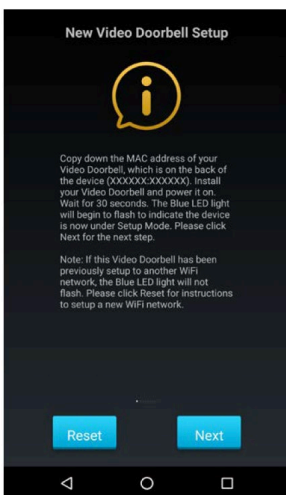 New Video Doorbell Setup
Copy down the MAC address of your
Video Doorbell, which is on the back of
the device (XXXXXX:XXXXXX). Install
your Video Doorbell and power it on.
Wait for 30 seconds. The Blue LED light
will begin to flash to indicate the device
is now under Setup Mode. Please click
Next for the next step.
Note: If this Video Doorbell has been
previously setup to another WiFi
network, the Blue LED light will not
flash. Please click Reset for instructions
to setup a new WiFi network.
Reset
Next